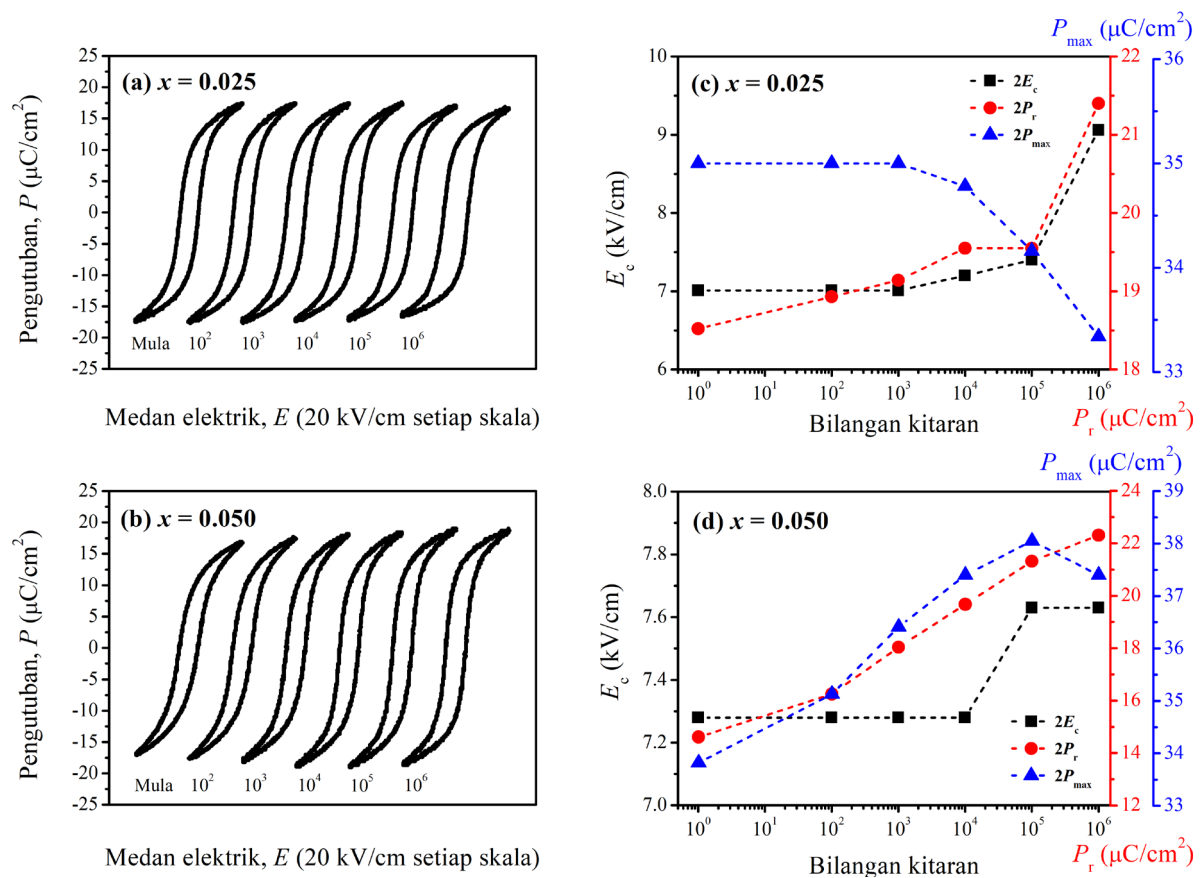 (a) x = 0.025
Pengutuban, P (μC/cm²)
25
20
15
10
5
0
-5
-10
-15
-20
-25
Mula 10² 10³ 10⁴ 10⁵ 10⁶
Medan elektrik, E (20 kV/cm setiap skala)
Pmax (μC/cm²)
(c) x = 0.025
2Ec
2Pr
2Pmax
Ec (kV/cm)
10
9
8
7
6
22
21
20
19
18
36
35
34
33
10⁰ 10¹ 10² 10³ 10⁴ 10⁵ 10⁶
Bilangan kitaran
Pr (μC/cm²)
(b) x = 0.050
Pengutuban, P (μC/cm²)
25
20
15
10
5
0
-5
-10
-15
-20
-25
Mula 10² 10³ 10⁴ 10⁵ 10⁶
Medan elektrik, E (20 kV/cm setiap skala)
Pmax (μC/cm²)
(d) x = 0.050
Ec (kV/cm)
8.0
7.8
7.6
7.4
7.2
7.0
24
22
20
18
16
14
12
39
38
37
36
35
34
33
2Ec
2Pr
2Pmax
10⁰ 10¹ 10² 10³ 10⁴ 10⁵ 10⁶
Bilangan kitaran
Pr (μC/cm²)